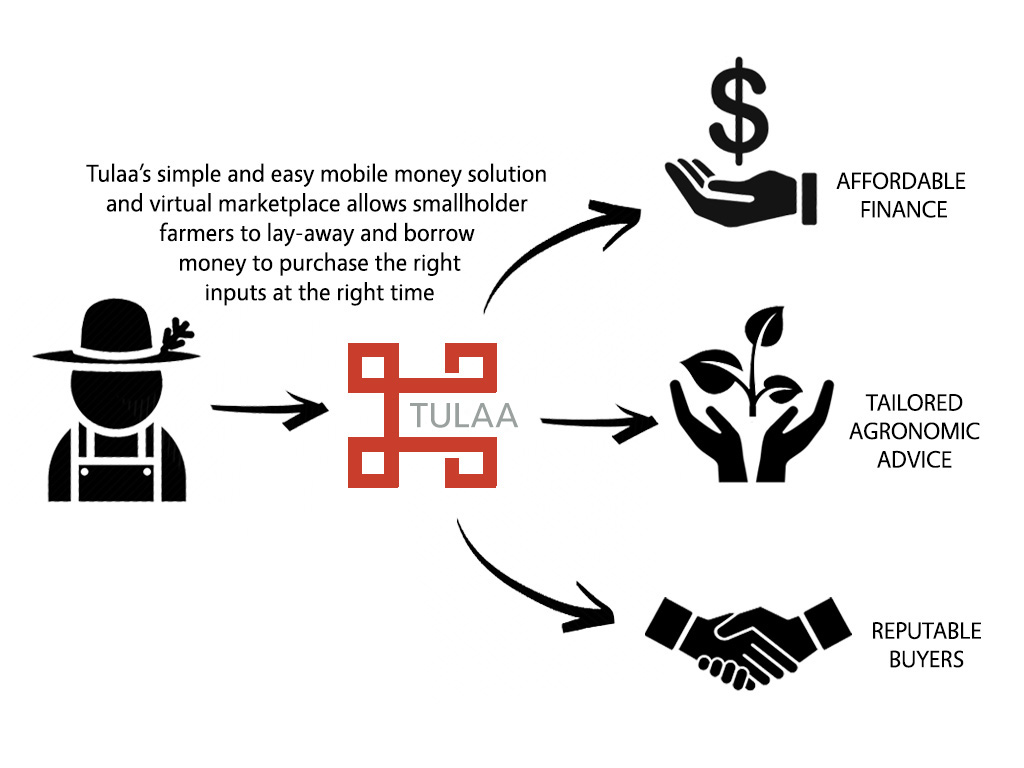 Tulaa's simple and easy mobile money solution
and virtual marketplace allows smallholder
farmers to lay-away and borrow
money to purchase the right
inputs at the right time
TULAA
AFFORDABLE
FINANCE
TAILORED
AGRONOMIC
ADVICE
REPUTABLE
BUYERS